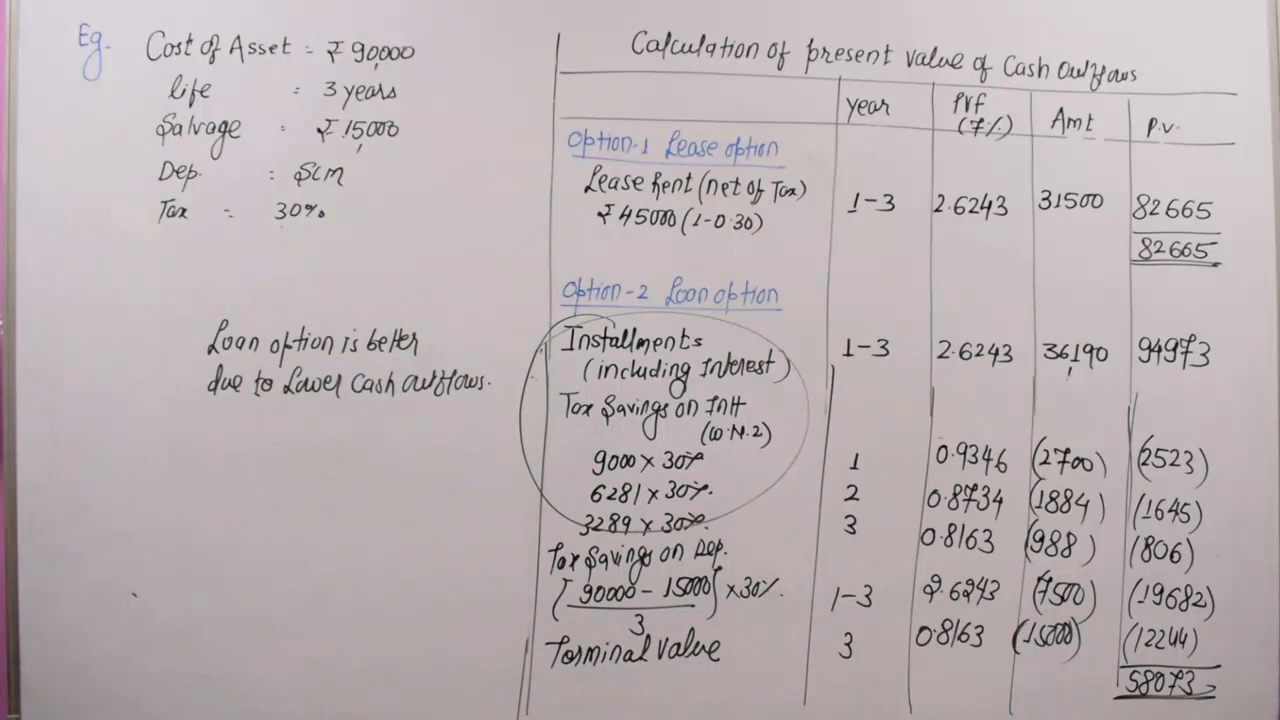 Eg.
Cost of Asset = ₹ 90,000
life : 3 years
Salvage : ₹ 15,000
Dep. : SLM
Tax = 30%
Loan option is better
due to Lower Cash outflows.
Calculation of present value of Cash outflows
year PVF (7%) Amt P.V.
Option-1 Lease option
Lease Rent (net of Tax)
₹ 45000 (1-0.30) 1-3 2.6243 31500 82665
82665
Option-2 Loan option
Installments
(including Interest) 1-3 2.6243 36,190 94973
Tax Savings on Int
(W.N.2)
9000 x 30% 1 0.9346 (2700) (2523)
6281 x 30%. 2 0.8734 (1884) (1645)
3289 x 30%. 3 0.8163 (988) (806)
Tax Savings on Dep.
[90000 - 15000 / 3] x 30%. 1-3 2.6243 (7500) (19682)
Terminal value 3 0.8163 (15000) (12244)
58073